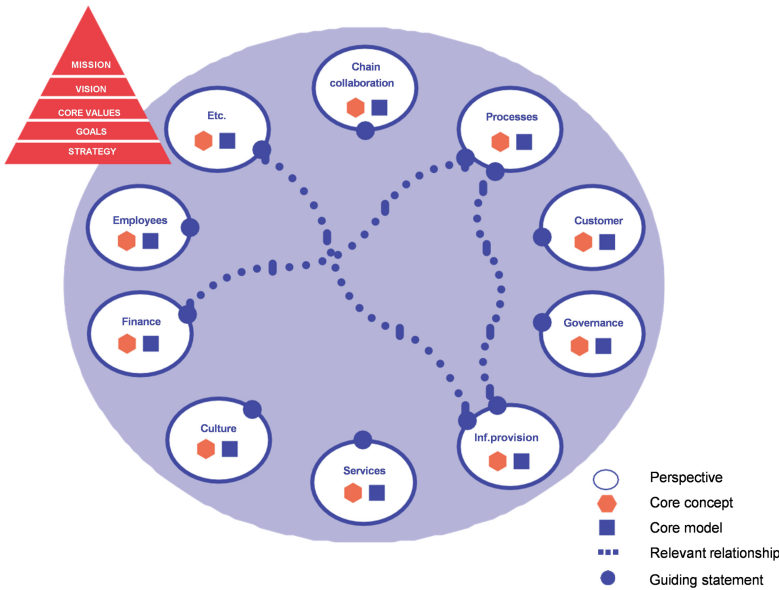 MISSION
VISION
CORE VALUES
GOALS
STRATEGY
Chain
collaboration
Etc.
Processes
Employees
Customer
Finance
Governance
Culture
Services
Inf.provision
Perspective
Core concept
Core model
Relevant relationship
Guiding statement